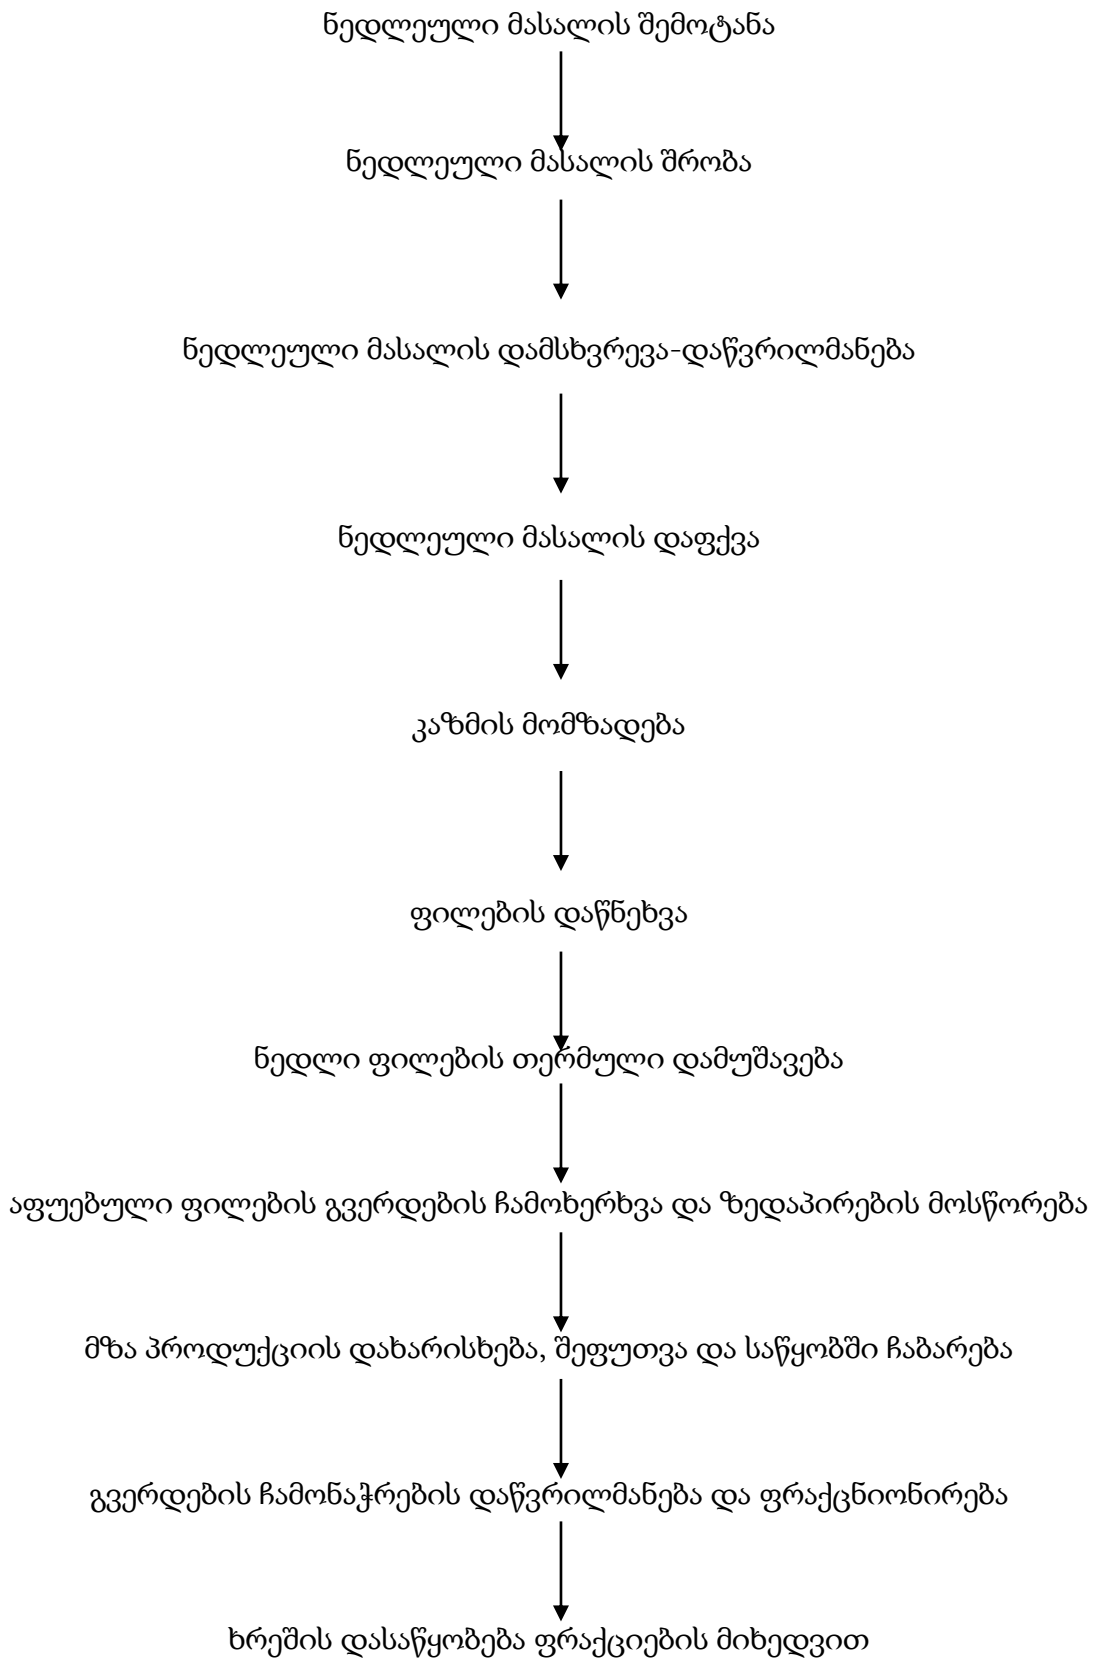 ნედლეული მასალის შემოტანა
ნედლეული მასალის შრობა
ნედლეული მასალის დამსხვრევა-დაწვრილმანება
ნედლეული მასალის დაფქვა
კაზმის მომზადება
ფილების დაწნეხვა
ნედლი ფილების თერმული დამუშავება
აფუებული ფილების გვერდების ჩამოხერხვა და ზედაპირების მოსწორება
მზა პროდუქციის დახარისხება, შეფუთვა და საწყობში ჩაბარება
გვერდების ჩამონაჭრების დაწვრილმანება და ფრაქცნიონირება
ხრეშის დასაწყობება ფრაქციების მიხედვით